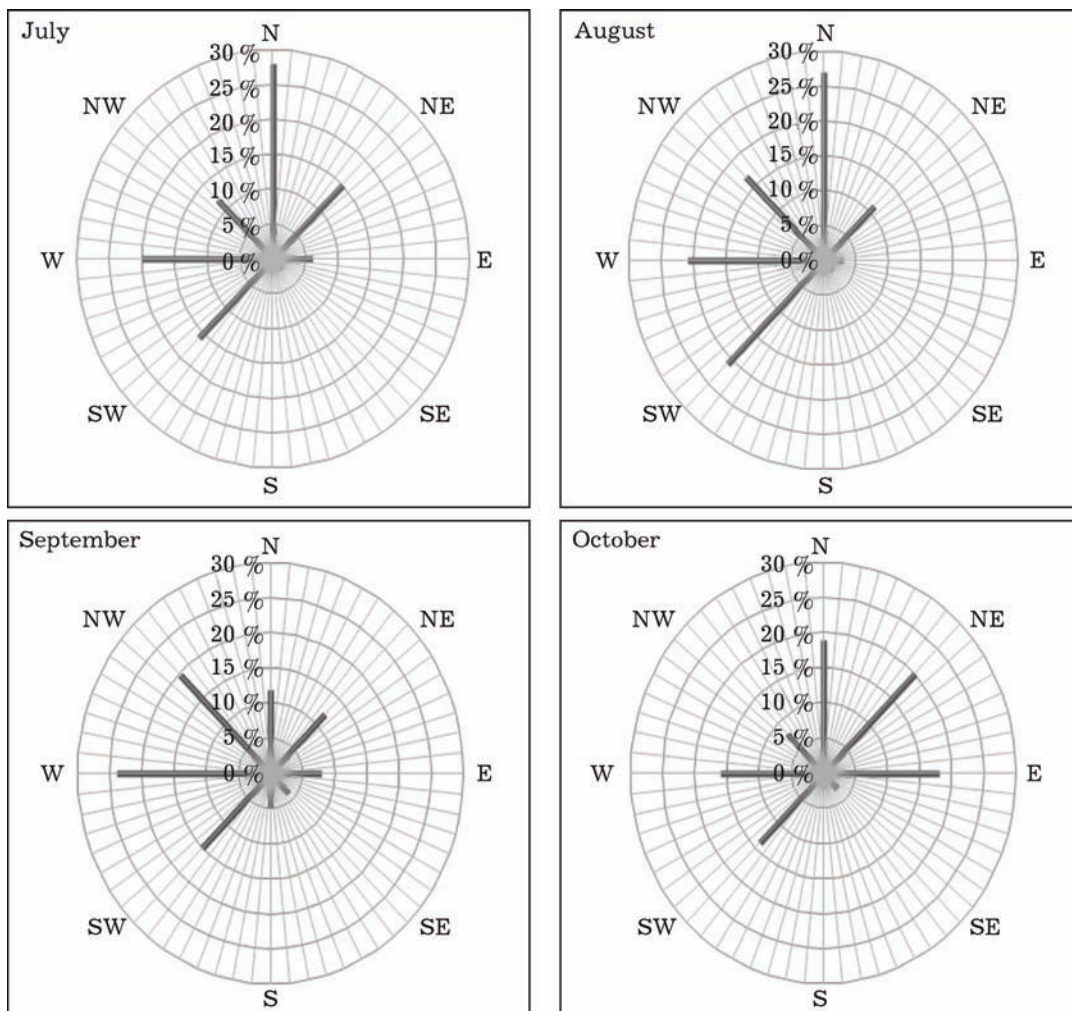 July
N
30 %
25 %
20 %
15 %
10 %
5 %
0 %
NW
NE
W
E
SW
SE
S
August
N
30 %
25 %
20 %
15 %
10 %
5 %
0 %
NW
NE
W
E
SW
SE
S
September
N
30 %
25 %
20 %
15 %
10 %
5 %
0 %
NW
NE
W
E
SW
SE
S
October
N
30 %
25 %
20 %
15 %
10 %
5 %
0 %
NW
NE
W
E
SW
SE
S